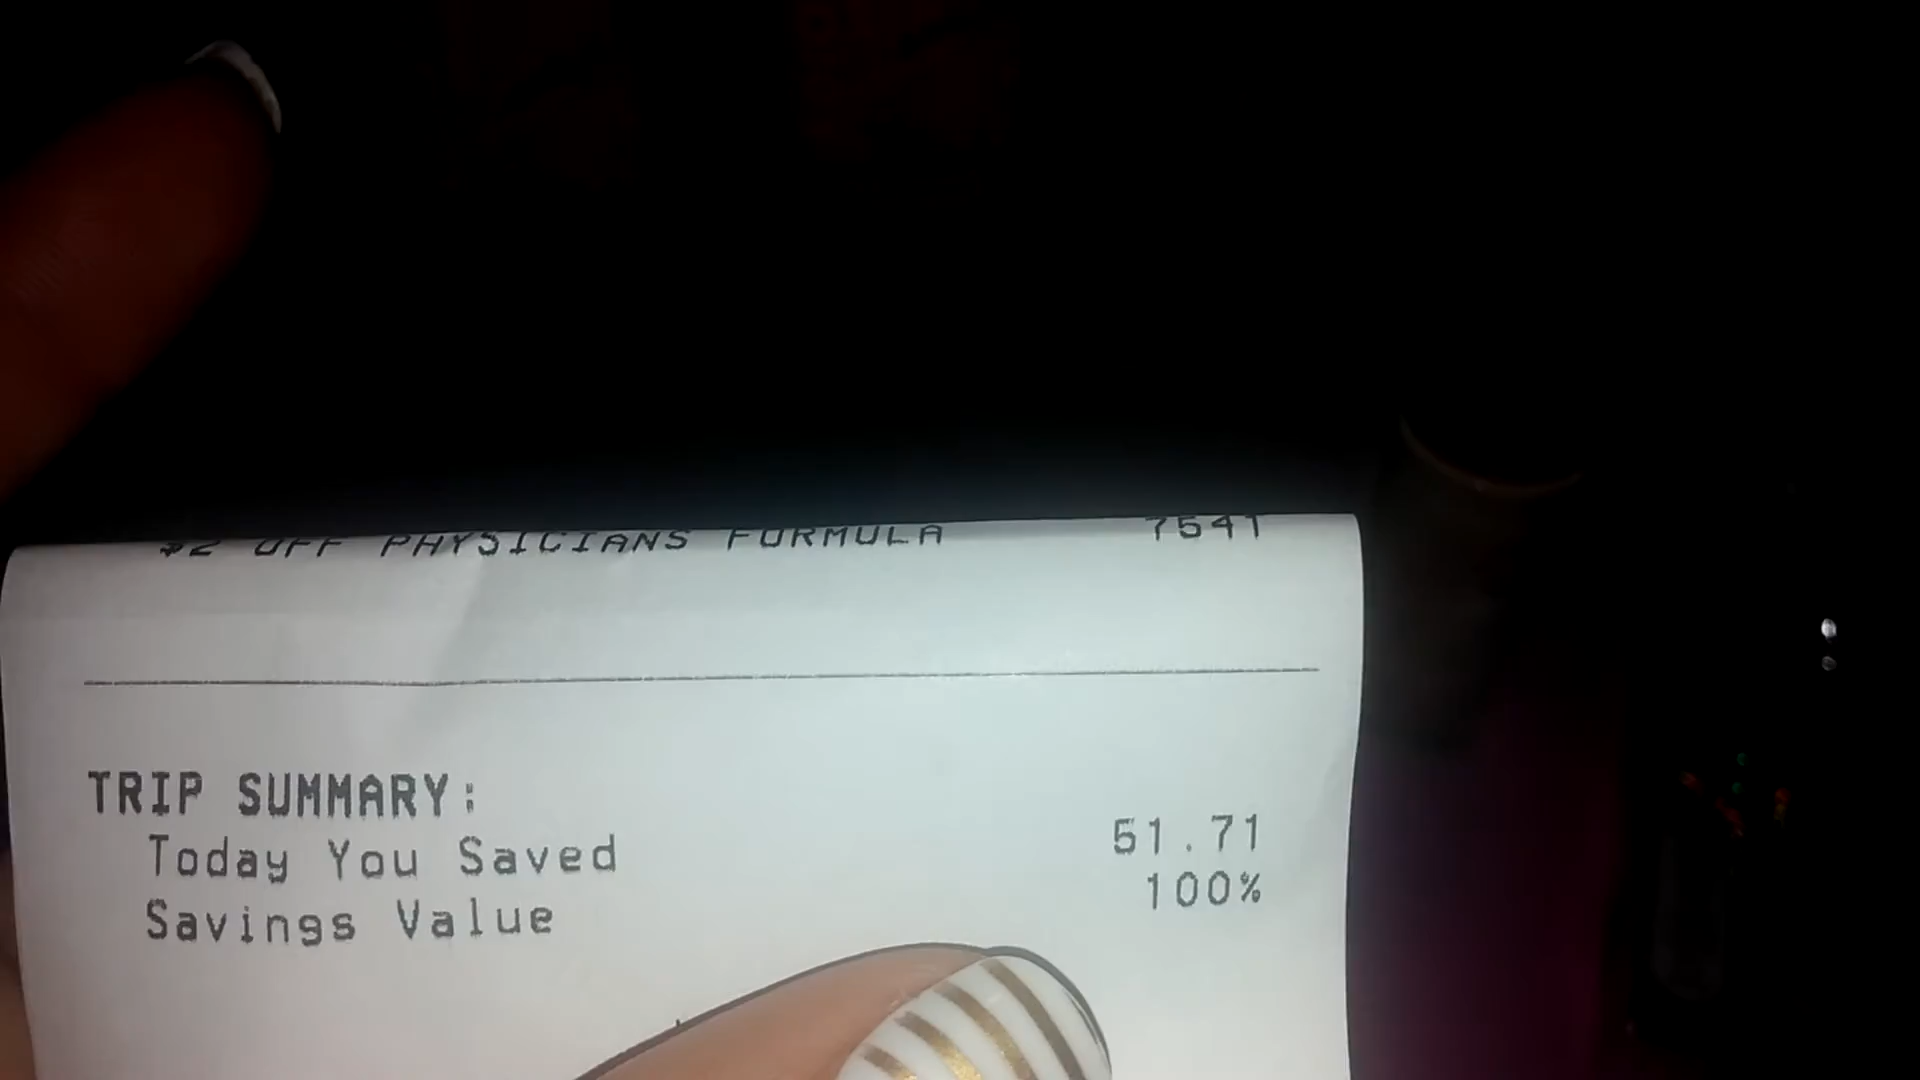 $2 OFF PHYSICIANS FORMULA 7541
TRIP SUMMARY:
Today You Saved 51.71
Savings Value 100%